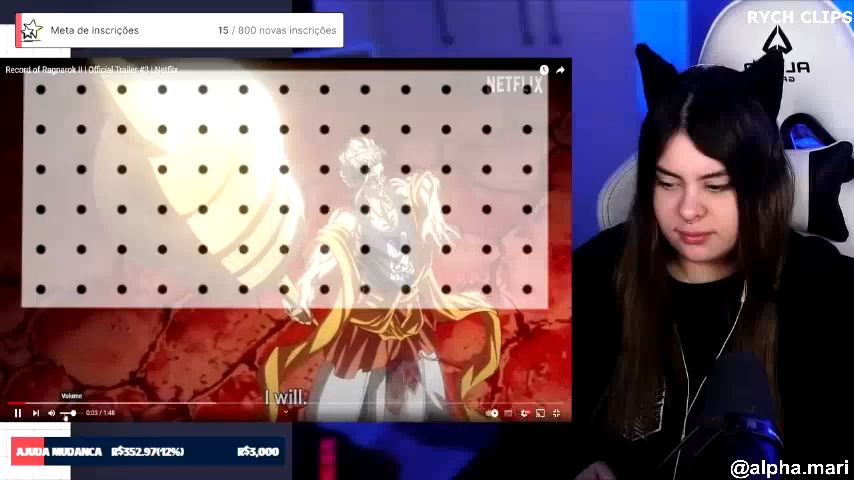 RYCH CLIPS
Meta de inscrições 15 / 800 novas inscrições
Record of Ragnarok II | Official Trailer #3 | Netflix
NETFLIX
I will.
Volume
0:03 / 1:48
AJUDA MUDANCA R$352.97(12%) R$3,000
@alpha.mari